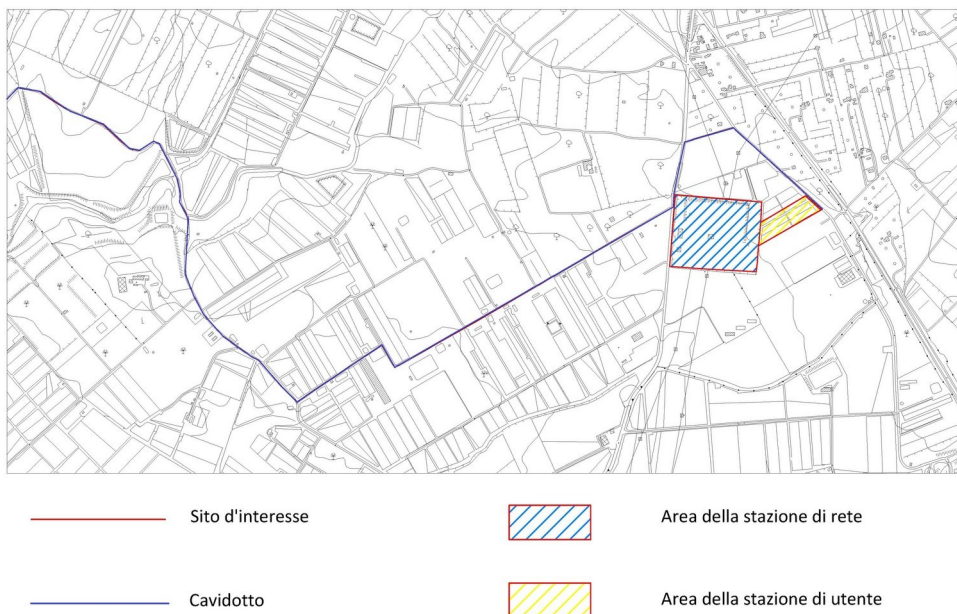 Sito d'interesse
Area della stazione di rete
Cavidotto
Area della stazione di utente